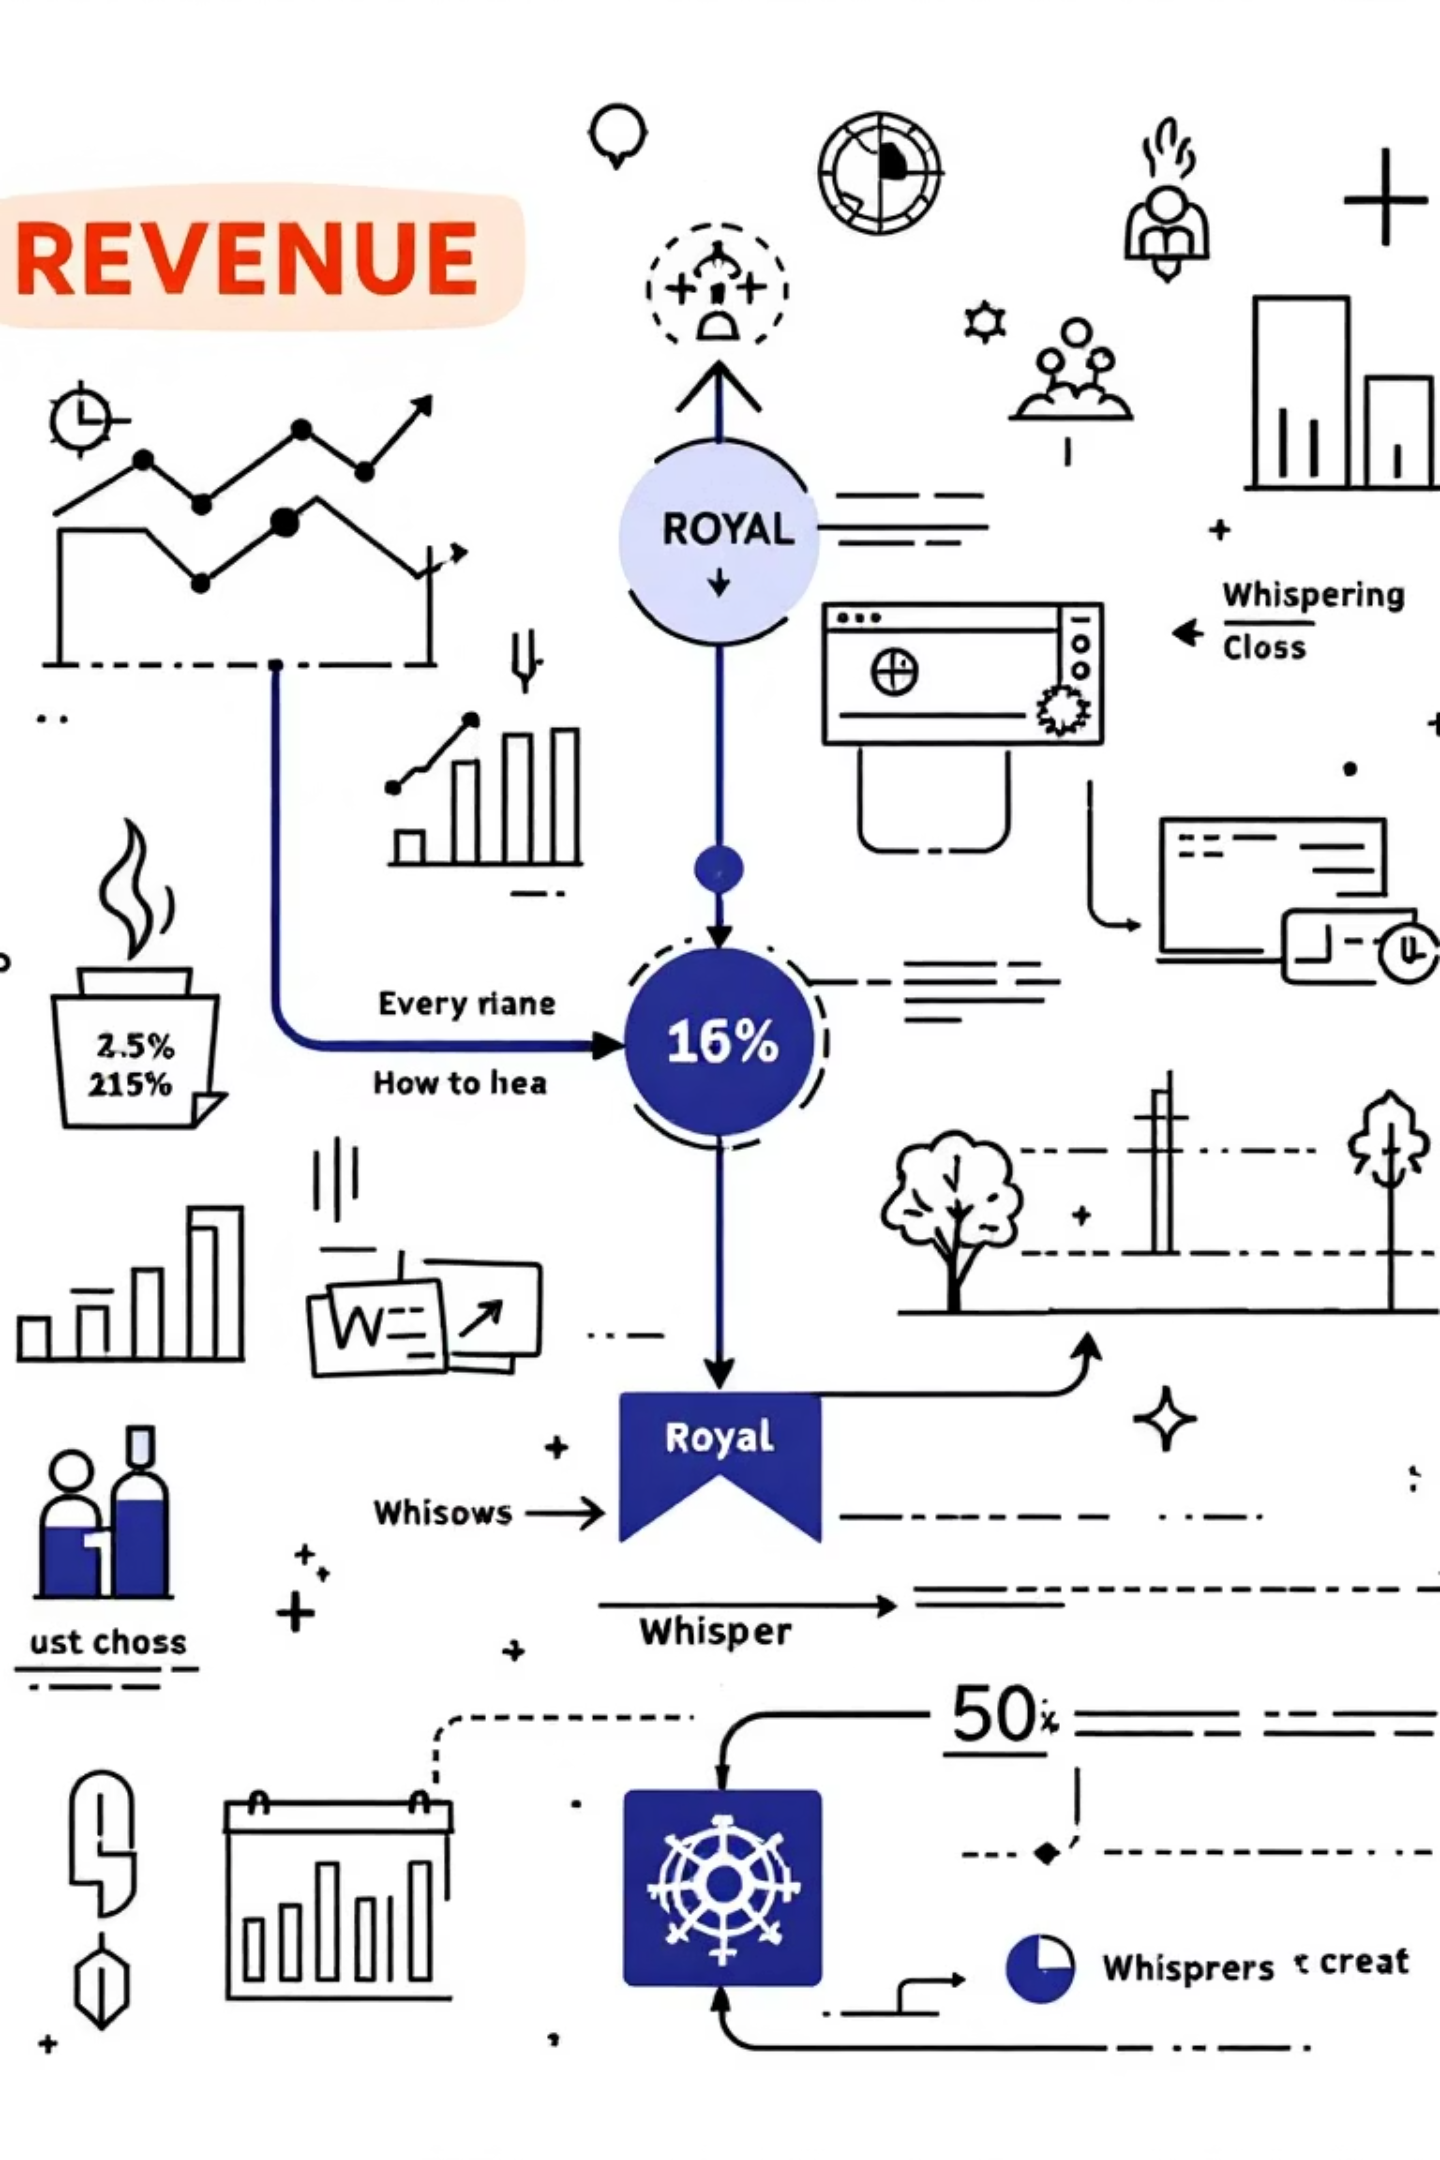 REVENUE
ROYAL
Whispering
Closs
Every riane
16%
How to hea
2.5%
215%
W
Royal
Whisows
Whisper
ust choss
50%
Whisprers t creat